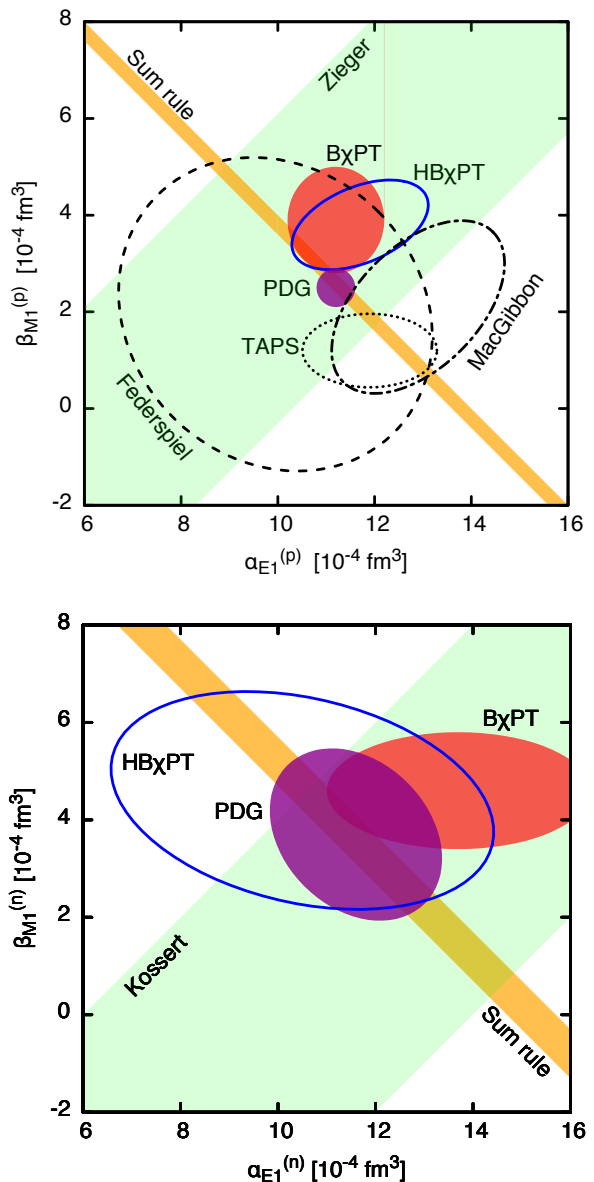 8
6
4
2
0
-2
6
8
10
12
14
16
β_M1^(p) [10^-4 fm^3]
α_E1^(p) [10^-4 fm^3]
Sum rule
Zieger
BχPT
HBχPT
PDG
TAPS
MacGibbon
Federspiel
8
6
4
2
0
-2
6
8
10
12
14
16
β_M1^(n) [10^-4 fm^3]
α_E1^(n) [10^-4 fm^3]
BχPT
HBχPT
PDG
Kossert
Sum rule